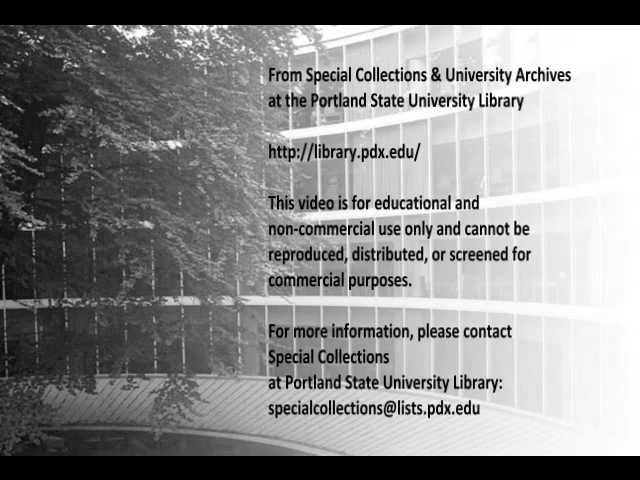 From Special Collections & University Archives
at the Portland State University Library
http://library.pdx.edu/
This video is for educational and
non-commercial use only and cannot be
reproduced, distributed, or screened for
commercial purposes.
For more information, please contact
Special Collections
at Portland State University Library:
specialcollections@lists.pdx.edu